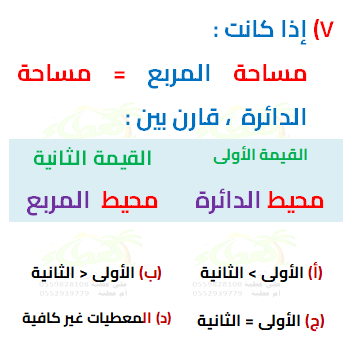 ٧) إذا كانت :
مساحة المربع = مساحة
الدائرة ، قارن بين :
القيمة الأولى القيمة الثانية
محيط الدائرة محيط المربع
(أ) الأولى > الثانية (ب) الأولى < الثانية
(ج) الأولى = الثانية (د) المعطيات غير كافية